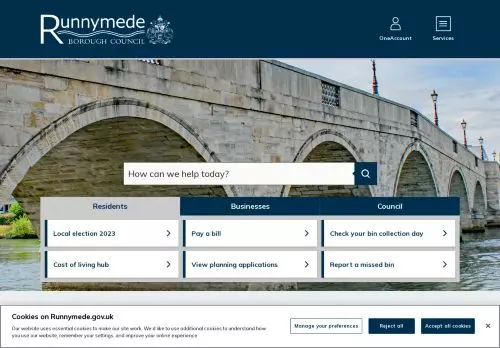 Runnymede
BOROUGH COUNCIL
OneAccount
Services
How can we help today?
Residents
Businesses
Council
Local election 2023
Pay a bill
Check your bin collection day
Cost of living hub
View planning applications
Report a missed bin
Cookies on Runnymede.gov.uk
Our website uses essential cookies to make our site work. We'd like to use additional cookies to understand how
you use our website, remember your settings, and improve your online experience
Manage your preferences
Reject all
Accept all cookies